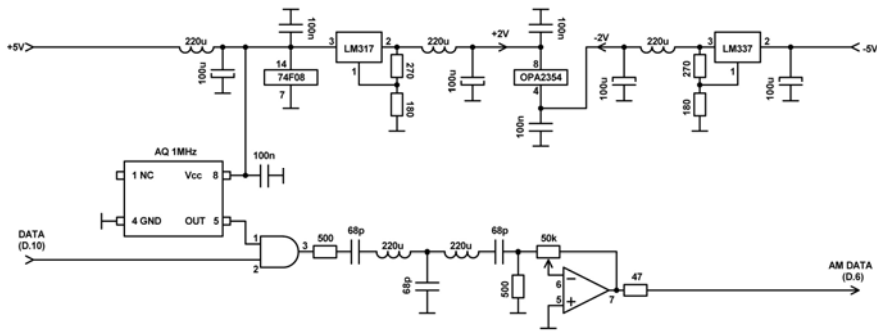 100n
100n
+5V
220u
3
LM317
2
220u
+2V
-2V
220u
3
LM337
2
-5V
100u
14
74F08
7
1
270
180
100u
8
OPA2354
4
100n
100u
270
180
1
100u
AQ 1MHz
1 NC
Vcc
8
100n
4 GND
OUT
5
DATA
(D.10)
1
2
3
500
68p
220u
220u
68p
68p
500
50k
6
5
7
47
AM DATA
(D.6)